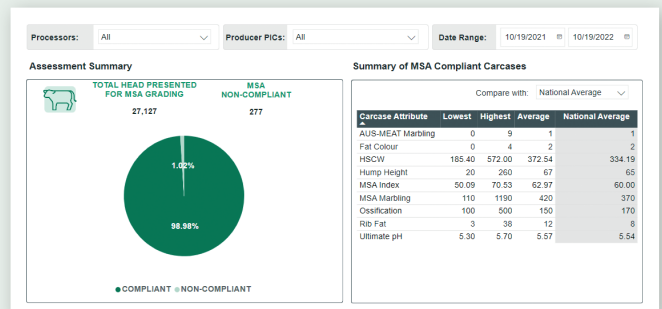 Processors: All Producer PICs: All Date Range: 10/19/2021 10/19/2022
Assessment Summary
TOTAL HEAD PRESENTED
FOR MSA GRADING
27,127
MSA
NON-COMPLIANT
277
1.02%
98.98%
COMPLIANT NON-COMPLIANT
Summary of MSA Compliant Carcases
Compare with: National Average
Carcase Attribute Lowest Highest Average National Average
AUS-MEAT Marbling 0 9 1 1
Fat Colour 0 4 2 2
HSCW 185.40 572.00 372.54 334.19
Hump Height 20 260 67 65
MSA Index 50.09 70.53 62.97 60.00
MSA Marbling 110 1190 420 370
Ossification 100 500 150 170
Rib Fat 3 38 12 8
Ultimate pH 5.30 5.70 5.57 5.54